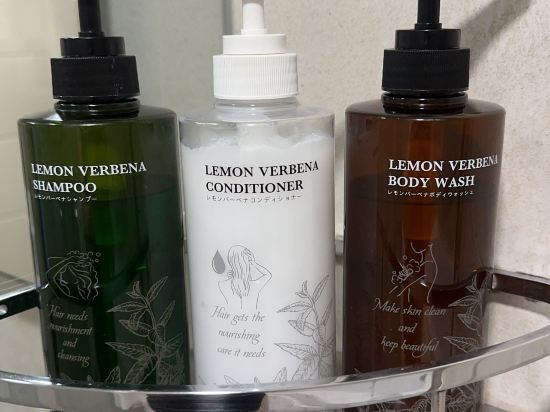 LEMON VERBENA
SHAMPOO
レモンバーベナシャンプー
Hair needs
nourishment
and
cleansing
LEMON VERBENA
CONDITIONER
レモンバーベナコンディショナー
Hair gets the
nourishing
care it needs
LEMON VERBENA
BODY WASH
レモンバーベナボディウォッシュ
Make skin clean
and
keep beautiful